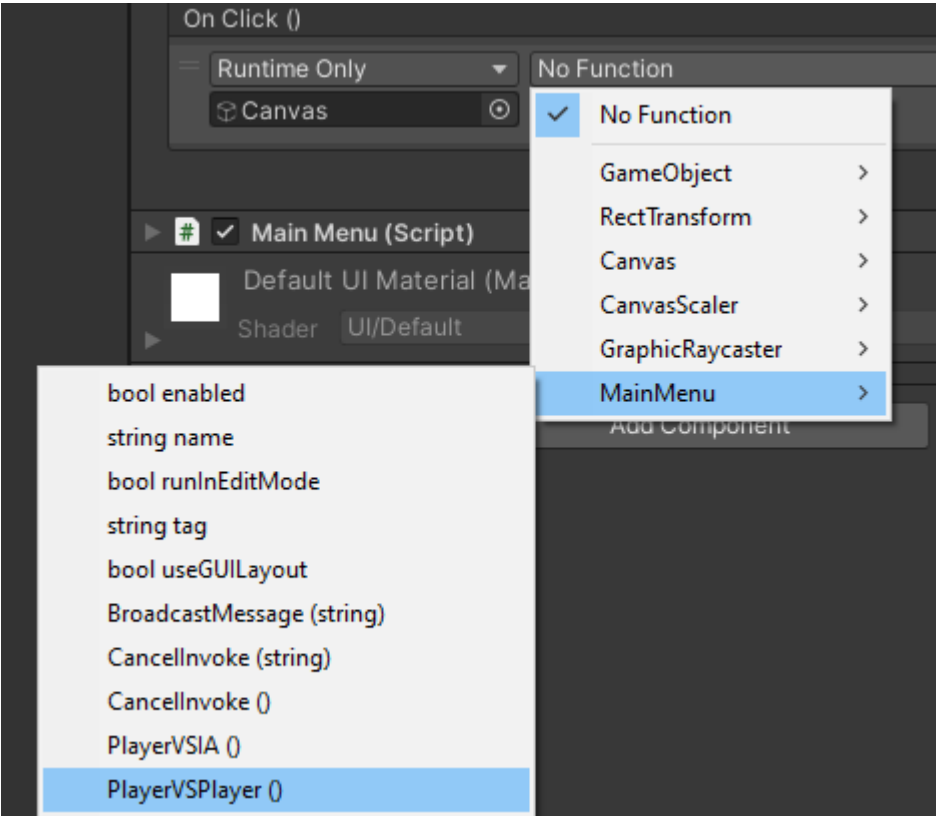 On Click ()
Runtime Only
No Function
Canvas
No Function
GameObject
RectTransform
Canvas
CanvasScaler
GraphicRaycaster
MainMenu
# Main Menu (Script)
Default UI Material (Ma
Shader UI/Default
Add Component
bool enabled
string name
bool runInEditMode
string tag
bool useGUILayout
BroadcastMessage (string)
CancelInvoke (string)
CancelInvoke ()
PlayerVSIA ()
PlayerVSPlayer ()